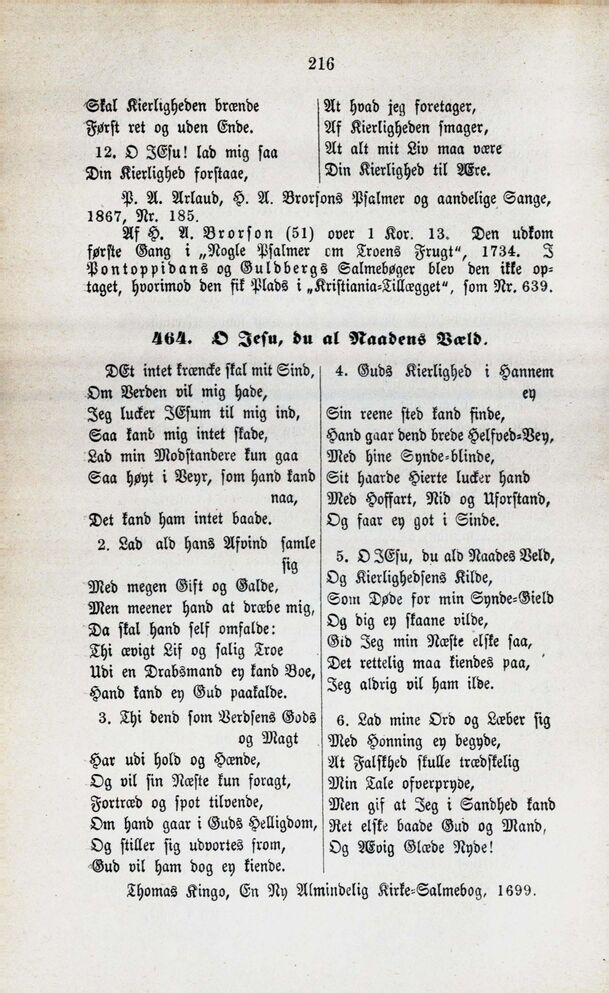 216
Skal Kierligheden brænde
Først ret og uden Ende.
12. O JEsu! lad mig saa
Din Kierlighed forstaae,
At hvad jeg foretager,
Af Kierligheden smager,
At alt mit Liv maa være
Din Kierlighed til Ære.
P. A. Arlaud, H. A. Brorsons Psalmer og aandelige Sange,
1867, Nr. 185.
Af H. A. Brorson (51) over 1 Kor. 13. Den udkom
første Gang i „Nogle Psalmer om Troens Frugt“, 1734. I
Pontoppidans og Guldbergs Salmebøger blev den ikke op-
taget, hvorimod den fik Plads i „Kristiania-Tillægget“, som Nr. 639.
464. O Jesu, du al Naadens Væld.
DEt intet kræncke skal mit Sind,
Om Verden vil mig hade,
Jeg lucker JEsum til mig ind,
Saa kand mig intet skade,
Lad min Modstandere kun gaa
Saa høyt i Veyr, som hand kand
naa,
Det kand ham intet baade.
2. Lad ald hans Afvind samle
sig
Med megen Gift og Galde,
Men meener hand at dræbe mig,
Da skal hand self omfalde:
Thi ævigt Lif og salig Troe
Udi en Drabsmand ey kand Boe,
Hand kand ey Gud paakalde.
3. Thi dend som Verdsens Gods
og Magt
Har udi hold og Hænde,
Og vil sin Næste kun foragt,
Fortræd og spot tilvende,
Om hand gaar i Guds Helligdom,
Og stiller sig udvortes from,
Gud vil ham dog ey kiende.
4. Guds Kierlighed i Hannem
ey
Sin reene sted kand finde,
Hand gaar dend brede Helfved-Vey,
Med hine Synde-blinde,
Sit haarde Hierte lucker hand
Med Hoffart, Nid og Uforstand,
Og faar ey got i Sinde.
5. O JEsu, du ald Naades Veld,
Og Kierlighedsens Kilde,
Som Døde for min Synde-Gield
Og dig ey skaane vilde,
Gid Jeg min Næste elske saa,
Det rettelig maa kiendes paa,
Jeg aldrig vil ham ilde.
6. Lad mine Ord og Læber sig
Med Honning ey begyde,
At Falskhed skulle trædskelig
Min Tale ofverpryde,
Men gif at Jeg i Sandhed kand
Ret elske baade Gud og Mand,
Og Ævig Glæde Nyde!
Thomas Kingo, En Ny Almindelig Kirke-Salmebog, 1699.